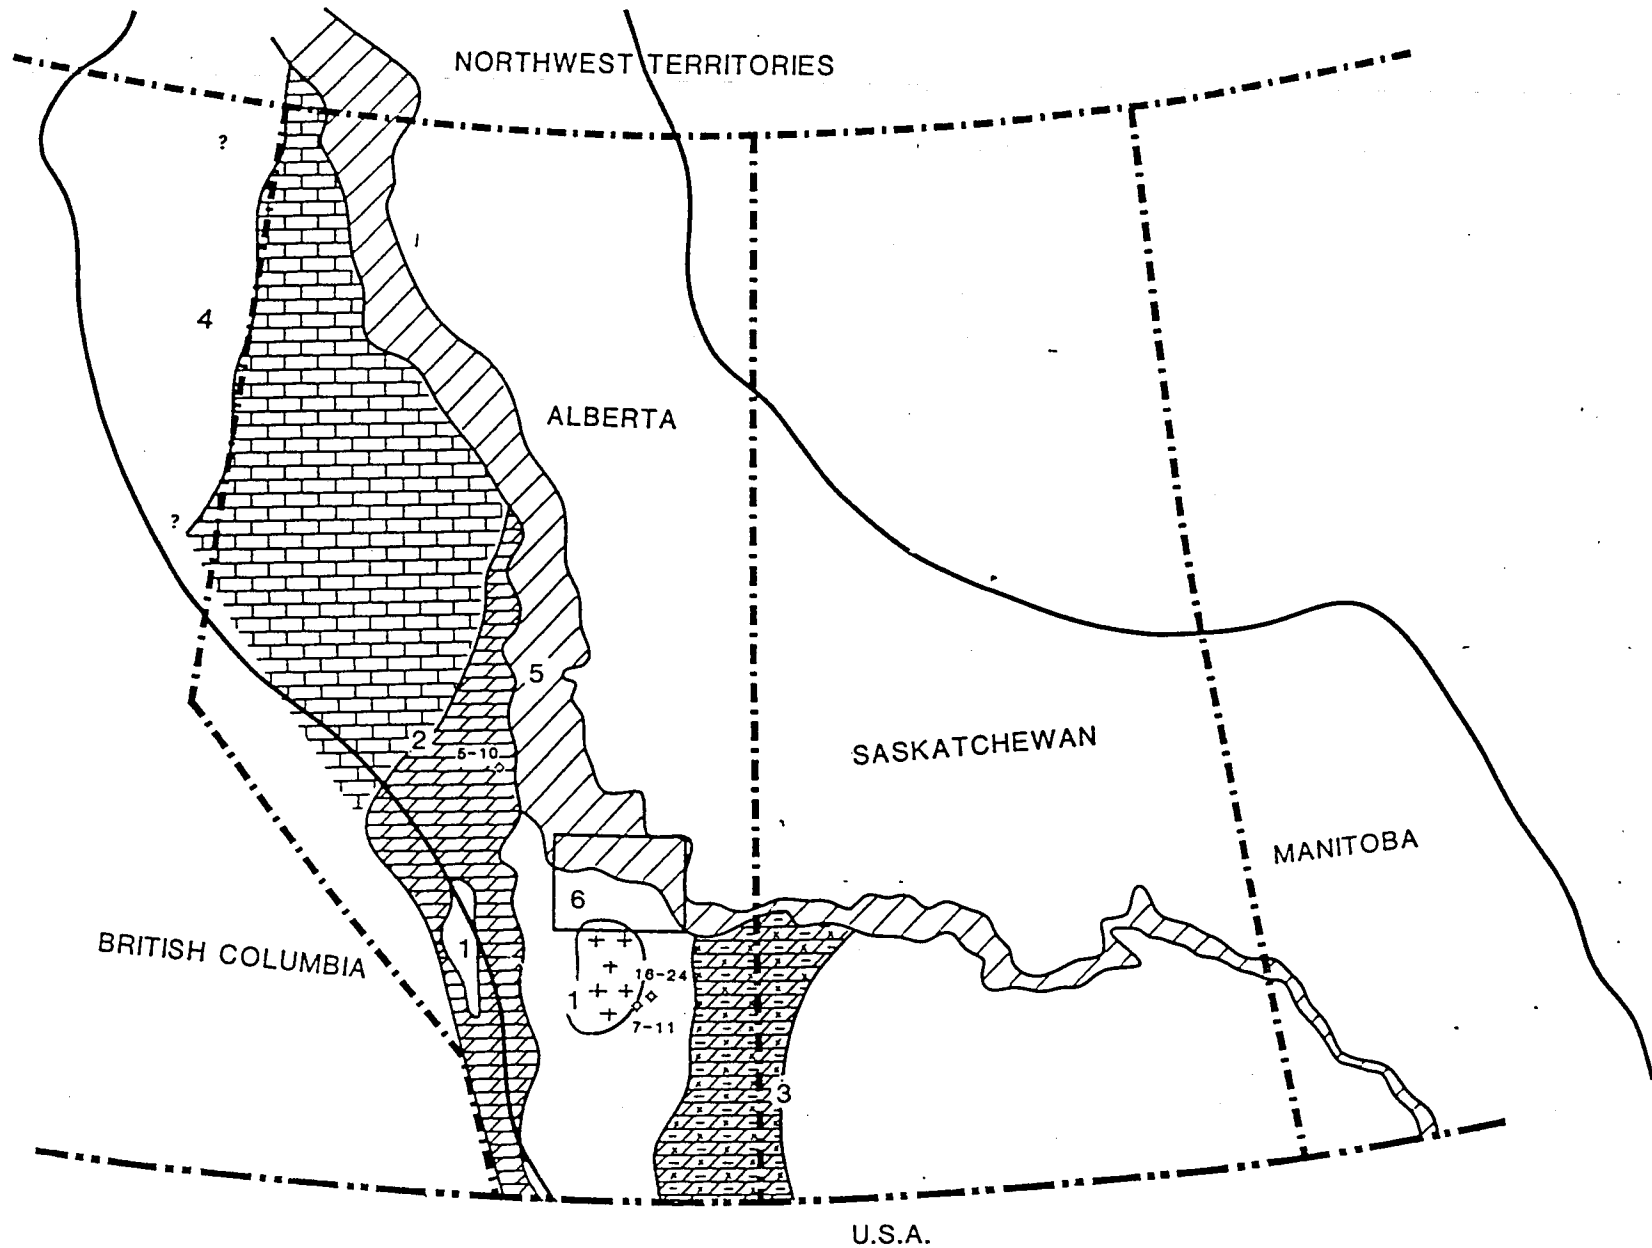 NORTHWEST TERRITORIES
?
4
ALBERTA
?
5
2
5-10
SASKATCHEWAN
MANITOBA
6
BRITISH COLUMBIA
1
16-24
1
7-11
3
U.S.A.